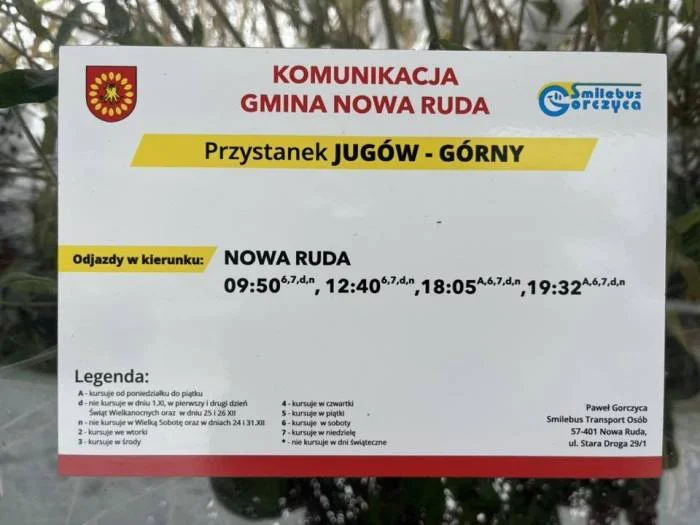 KOMUNIKACJA
GMINA NOWA RUDA
Smilebus
Gorczyca
Przystanek JUGÓW - GÓRNY
Odjazdy w kierunku: NOWA RUDA
09:50 6,7,d,n, 12:40 6,7,d,n, 18:05 A,6,7,d,n, 19:32 A,6,7,d,n
Legenda:
A - kursuje od poniedziałku do piątku
d - nie kursuje w dniu 1.XI, w pierwszy i drugi dzień
Świąt Wielkanocnych oraz w dniu 25 i 26 XII
n - nie kursuje w Wielką Sobotę oraz w dniach 24 i 31.XII
2 - kursuje we wtorki
3 - kursuje w środy
4 - kursuje w czwartki
5 - kursuje w piątki
6 - kursuje w soboty
7 - kursuje w niedzielę
* - nie kursuje w dni świąteczne
Paweł Gorczyca
Smilebus Transport Osób
57-401 Nowa Ruda,
ul. Stara Droga 29/1